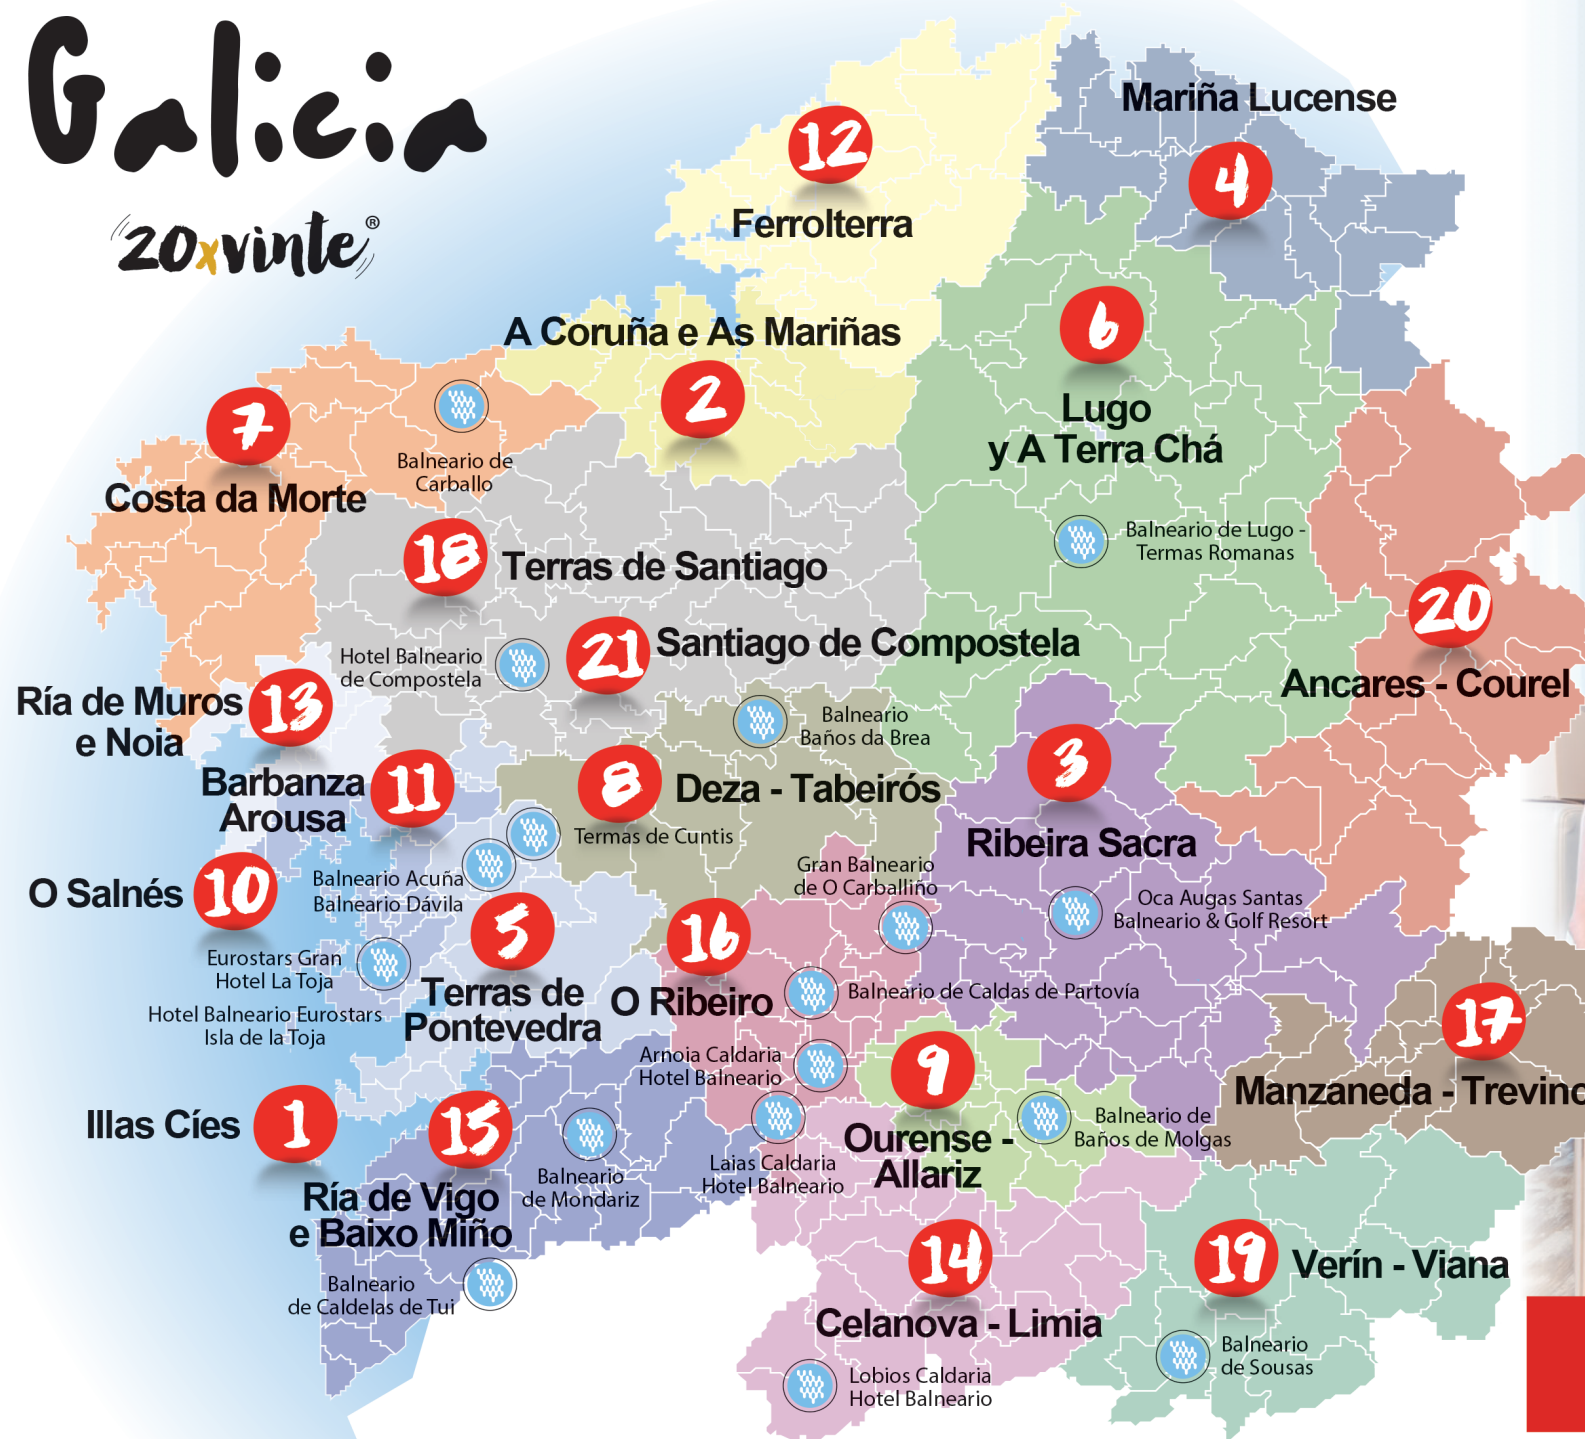 Galicia
20xvinte®
Mariña Lucense
4
12
Ferrolterra
A Coruña e As Mariñas
2
6
Lugo
y A Terra Chá
7
Costa da Morte
Balneario de
Carballo
18
Terras de Santiago
Balneario de Lugo -
Termas Romanas
20
Ancares - Courel
Hotel Balneario
de Compostela
21
Santiago de Compostela
Ría de Muros
e Noia
13
Balneario
Baños da Brea
3
Ribeira Sacra
Barbanza
Arousa
11
8
Deza - Tabeirós
Termas de Cuntis
O Salnés
10
Balneario Acuña
Balneario Dávila
Gran Balneario
de O Carballiño
Oca Augas Santas
Balneario & Golf Resort
5
Terras de
Pontevedra
16
O Ribeiro
Eurostars Gran
Hotel La Toja
Hotel Balneario Eurostars
Isla de la Toja
Balneario de Caldas de Partovía
17
Manzaneda - Trevinc
Arnoia Caldaria
Hotel Balneario
9
Ourense -
Allariz
Balneario de
Baños de Molgas
Illas Cíes
1
15
Ría de Vigo
e Baixo Miño
Balneario
de Mondariz
Laias Caldaria
Hotel Balneario
14
Celanova - Limia
19
Verín - Viana
Balneario
de Caldelas de Tui
Balneario
de Sousas
Lobios Caldaria
Hotel Balneario